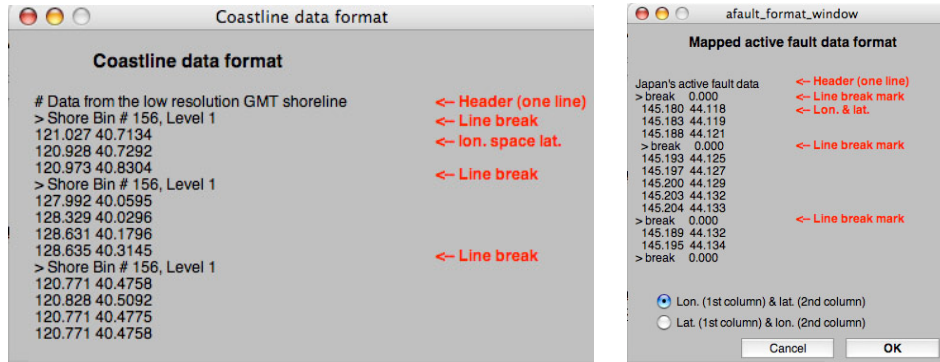 Coastline data format
Coastline data format
# Data from the low resolution GMT shoreline <-- Header (one line)
> Shore Bin # 156, Level 1 <-- Line break
121.027 40.7134 <-- lon. space lat.
120.928 40.7292
120.973 40.8304
> Shore Bin # 156, Level 1 <-- Line break
127.992 40.0595
128.329 40.0296
128.631 40.1796
128.635 40.3145
> Shore Bin # 156, Level 1 <-- Line break
120.771 40.4758
120.828 40.5092
120.771 40.4775
120.771 40.4758
afault_format_window
Mapped active fault data format
Japan's active fault data <-- Header (one line)
> break 0.000 <-- Line break mark
145.180 44.118 <-- Lon. & lat.
145.183 44.119
145.188 44.121
> break 0.000 <-- Line break mark
145.193 44.125
145.197 44.127
145.200 44.129
145.203 44.132
145.204 44.133
> break 0.000 <-- Line break mark
145.189 44.132
145.195 44.134
> break 0.000
Lon. (1st column) & lat. (2nd column)
Lat. (1st column) & lon. (2nd column)
Cancel OK